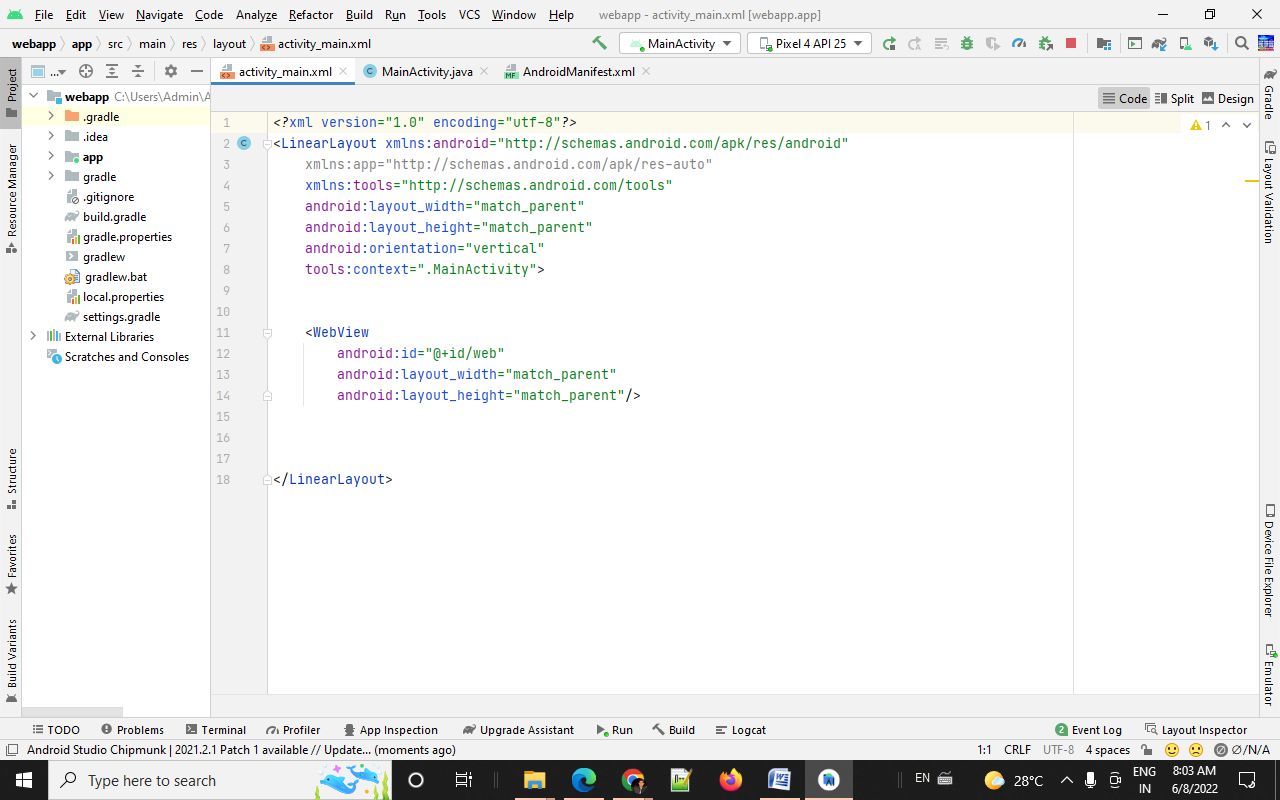 File Edit View Navigate Code Analyze Refactor Build Run Tools VCS Window Help webapp - activity_main.xml [webapp.app]
webapp app src main res layout activity_main.xml MainActivity Pixel 4 API 25
... activity_main.xml MainActivity.java AndroidManifest.xml
Code Split Design
Project
Resource Manager
Structure
Favorites
Build Variants
webapp C:\Users\Admin\A
.gradle
.idea
app
gradle
.gitignore
build.gradle
gradle.properties
gradlew
gradlew.bat
local.properties
settings.gradle
External Libraries
Scratches and Consoles
1 <?xml version="1.0" encoding="utf-8"?> 1
2 <LinearLayout xmlns:android="http://schemas.android.com/apk/res/android"
3 xmlns:app="http://schemas.android.com/apk/res-auto"
4 xmlns:tools="http://schemas.android.com/tools"
5 android:layout_width="match_parent"
6 android:layout_height="match_parent"
7 android:orientation="vertical"
8 tools:context=".MainActivity">
9
10
11 <WebView
12 android:id="@+id/web"
13 android:layout_width="match_parent"
14 android:layout_height="match_parent"/>
15
16
17
18 </LinearLayout>
Gradle
Layout Validation
Device File Explorer
Emulator
TODO Problems Terminal Profiler App Inspection Upgrade Assistant Run Build Logcat 2 Event Log Layout Inspector
Android Studio Chipmunk | 2021.2.1 Patch 1 available // Update... (moments ago) 1:1 CRLF UTF-8 4 spaces ∅/N/A
Type here to search EN 28°C ENG 8:03 AM
IN 6/8/2022